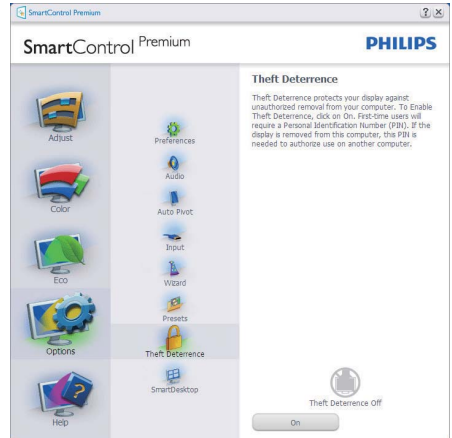 SmartControl Premium
SmartControl Premium
PHILIPS
Adjust
Color
Eco
Options
Help
Preferences
Audio
Auto Pivot
Input
Wizard
Presets
Theft Deterrence
SmartDesktop
Theft Deterrence
Theft Deterrence protects your display against
unauthorized removal from your computer. To Enable
Theft Deterrence, click on On. First-time users will
require a Personal Identification Number (PIN). If the
display is removed from this computer, this PIN is
needed to authorize use on another computer.
Theft Deterrence Off
On